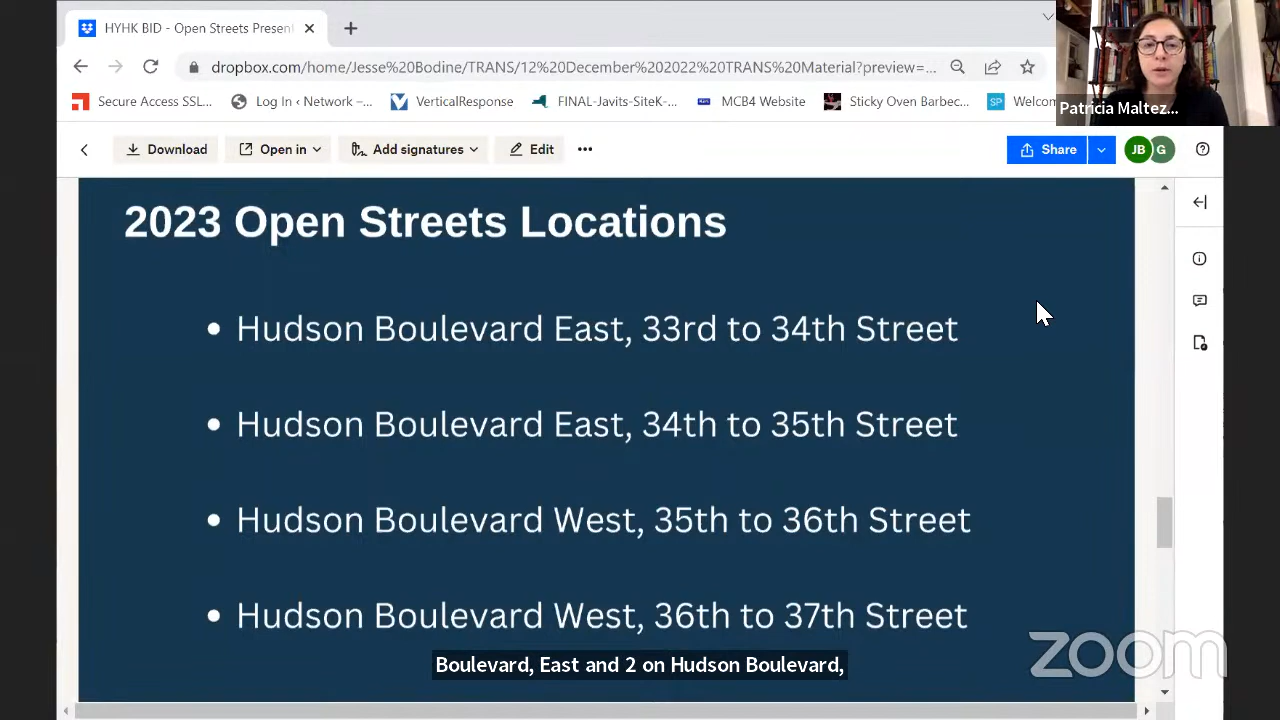 HYHK BID - Open Streets Present
dropbox.com/home/Jesse%20Bodine/TRANS/12%20December%202022%20TRANS%20Material?preview=...
Secure Access SSL...
Log In ‹ Network –...
VerticalResponse
FINAL-Javits-SiteK-...
MCB4 Website
Sticky Oven Barbec...
SP
Welcon
Patricia Maltez...
Download
Open in
Add signatures
Edit
Share
JB
G
2023 Open Streets Locations
• Hudson Boulevard East, 33rd to 34th Street
• Hudson Boulevard East, 34th to 35th Street
• Hudson Boulevard West, 35th to 36th Street
• Hudson Boulevard West, 36th to 37th Street
Boulevard, East and 2 on Hudson Boulevard,
zoom